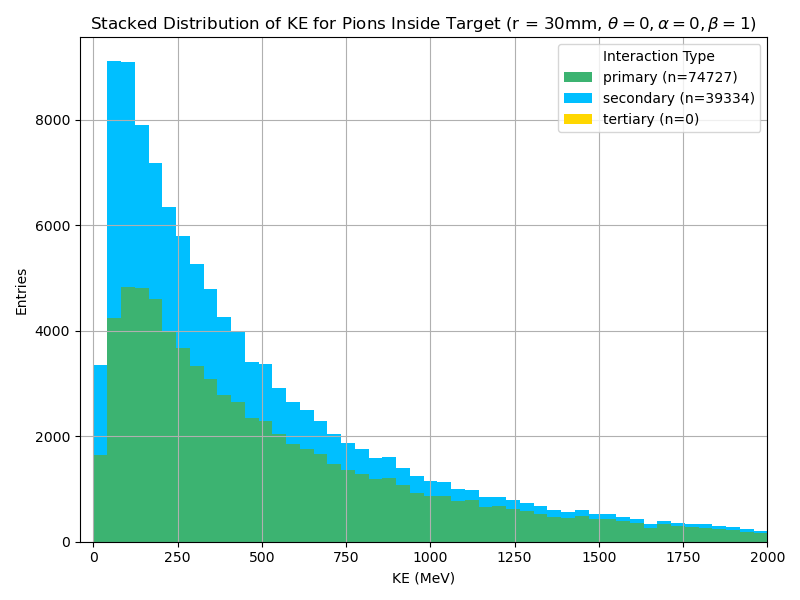 Stacked Distribution of KE for Pions Inside Target (r = 30mm, θ = 0, α = 0, β = 1)
Interaction Type
primary (n=74727)
secondary (n=39334)
tertiary (n=0)
8000
6000
4000
2000
0
Entries
0 250 500 750 1000 1250 1500 1750 2000
KE (MeV)